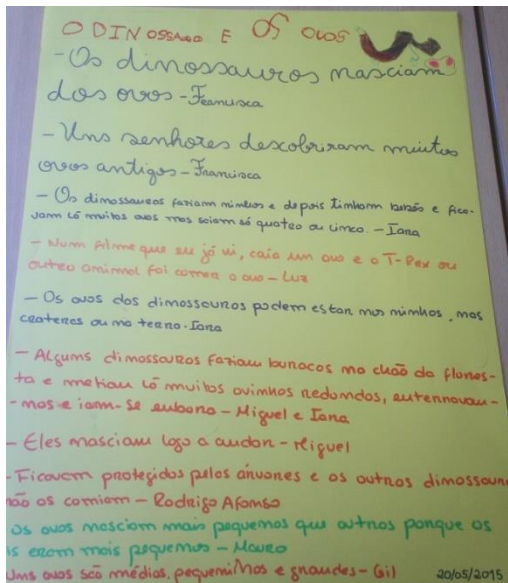 O DINOSSAURO E OS OVOS
- Os dinossauros nasciam
dos ovos - Francisca
- Uns senhores descobriram muitos
ovos antigos - Francisca
- Os dinossauros faziam ninhos e depois tinham bebés e fica-
vam lá muitos ovos mas saiam só quatro ou cinco. - Iana
- Num filme que eu já vi, caio um ovo e o T-Rex ou
outro animal foi comer o ovo - Luz
- Os ovos dos dinossauros podem estar nos ninhos, nas
crateras ou na terra. Iana
- Alguns dinossauros faziam buracos no chão da flores-
ta e metiam lá muitos ovinhos redondos, enterravam-
-nos e iam-se embora - Miguel e Iana
- Eles nasciam logo a andar - Miguel
- Ficavam protegidos pelos árvores e os outros dinossauro
não os comiam - Rodrigo Afonso
Os ovos nasciam mais pequenos que outros porque os
is eram mais pequenos - Mauro
Uns ovos são médios, pequeninos e grandes - Gil
20/05/2015